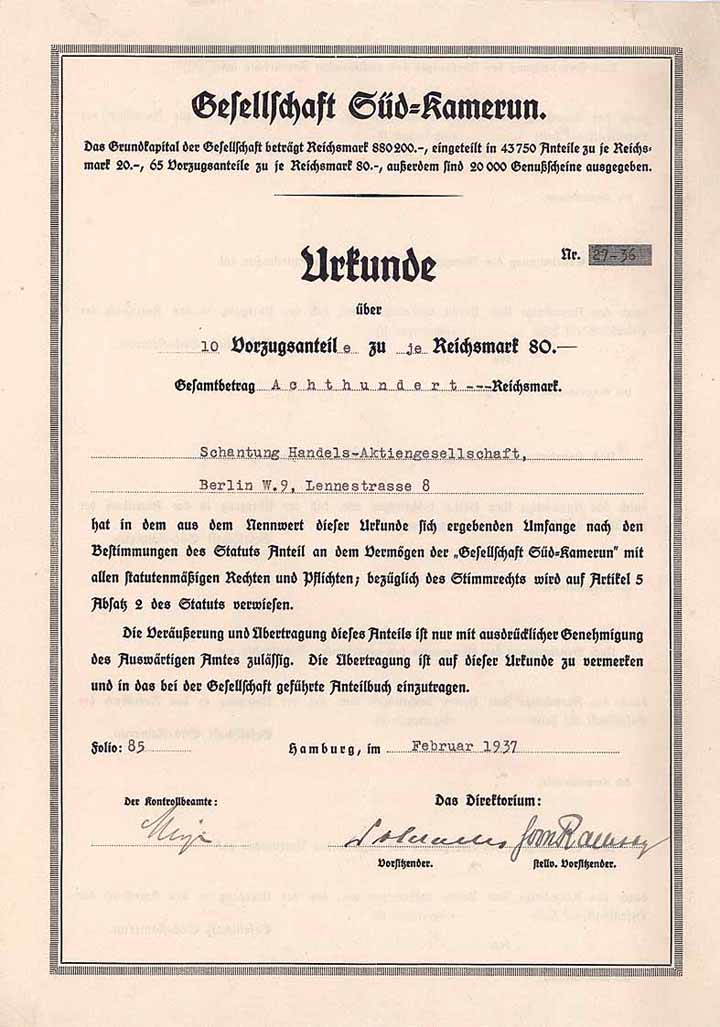 Gesellschaft Süd-Kamerun.
Das Grundkapital der Gesellschaft beträgt Reichsmark 880 200.-, eingeteilt in 43 750 Anteile zu je Reichs-
mark 20.-, 65 Vorzugsanteile zu je Reichsmark 80.-, außerdem sind 20 000 Genußscheine ausgegeben.
Urkunde
Nr. 27-36
über
10 Vorzugsanteile zu je Reichsmark 80.—
Gesamtbetrag Achthundert ---Reichsmark.
Schantung Handels-Aktiengesellschaft,
Berlin W.9, Lennestrasse 8
hat in dem aus dem Nennwert dieser Urkunde sich ergebenden Umfange nach den
Bestimmungen des Statuts Anteil an dem Vermögen der „Gesellschaft Süd-Kamerun" mit
allen statutenmäßigen Rechten und Pflichten; bezüglich des Stimmrechts wird auf Artikel 5
Absatz 2 des Statuts verwiesen.
Die Veräußerung und Übertragung dieses Anteils ist nur mit ausdrücklicher Genehmigung
des Auswärtigen Amtes zulässig. Die Übertragung ist auf dieser Urkunde zu vermerken
und in das bei der Gesellschaft geführte Anteilbuch einzutragen.
Folio: 85 Hamburg, im Februar 1937
Der Kontrollbeamte: Das Direktorium:
Vorsitzender. stellv. Vorsitzender.